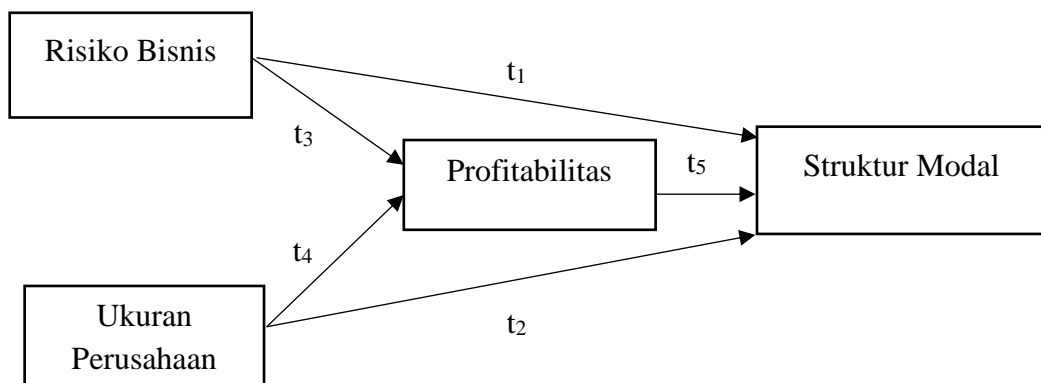 Risiko Bisnis
t₁
t₃
Profitabilitas
t₅
Struktur Modal
t₄
Ukuran
Perusahaan
t₂